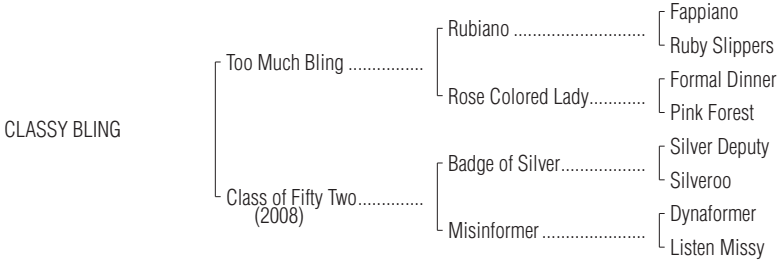 Fappiano
Rubiano ............................
Ruby Slippers
Too Much Bling ................
Formal Dinner
Rose Colored Lady............
Pink Forest
CLASSY BLING
Silver Deputy
Badge of Silver..................
Silveroo
Class of Fifty Two..............
(2008)
Dynaformer
Misinformer ......................
Listen Missy